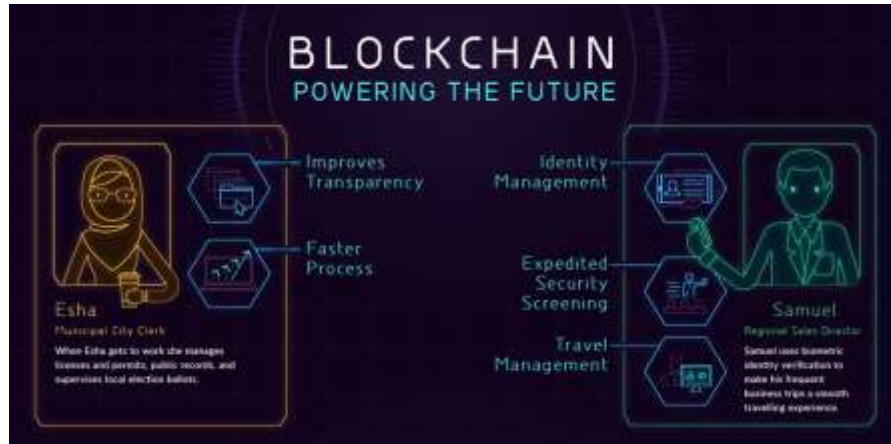 BLOCKCHAIN
POWERING THE FUTURE
Improves
Transparency
Faster
Process
Esha
Municipal City Clerk
When Esha gets to work she manages
licenses and permits, public records, and
supervises local election ballots.
Identity
Management
Expedited
Security
Screening
Travel
Management
Samuel
Regional Sales Director
Samuel uses biometric
identity verification to
make his frequent
business trips a smooth
travelling experience.